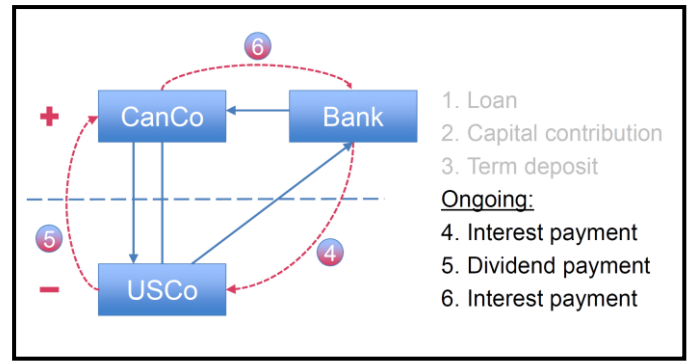 6
+
CanCo
Bank
1. Loan
2. Capital contribution
3. Term deposit
Ongoing:
4. Interest payment
5. Dividend payment
6. Interest payment
5
4
−
USCo